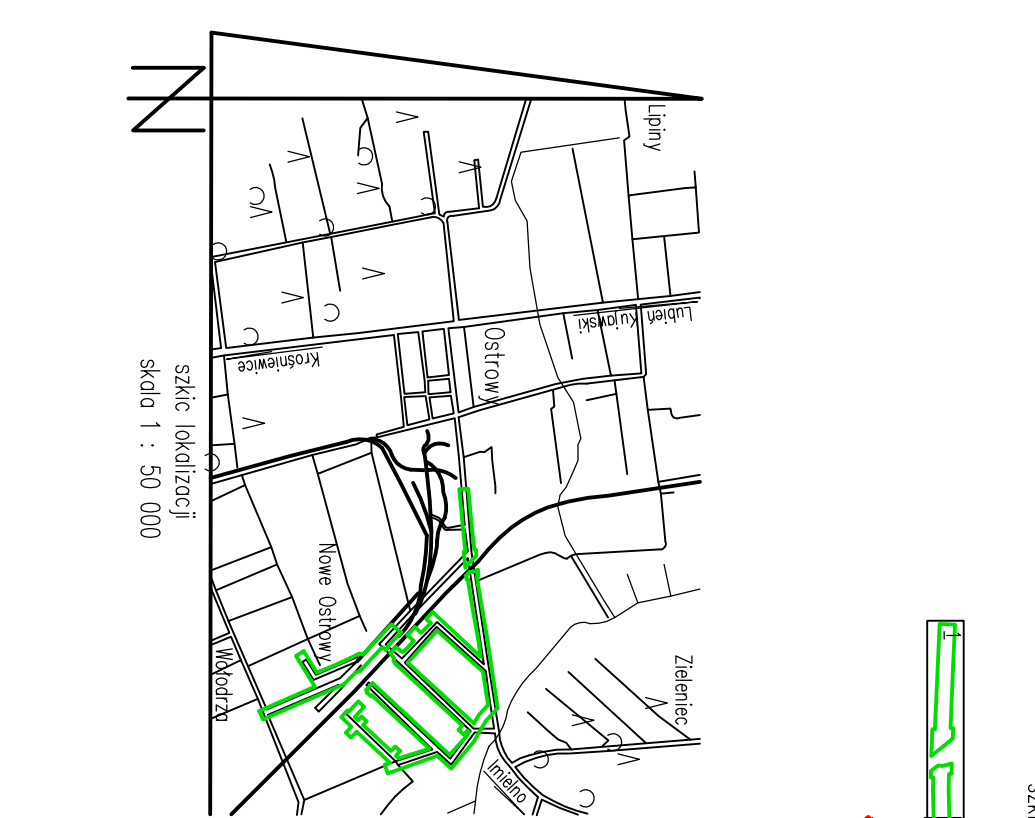 N
Lipiny
Lubień Kujawski
Ostrowy
Krośniewice
szkic lokalizacji
skala 1 : 50 000
Nowe Ostrowy
Wołodrza
Zieleniec
Imielno
1